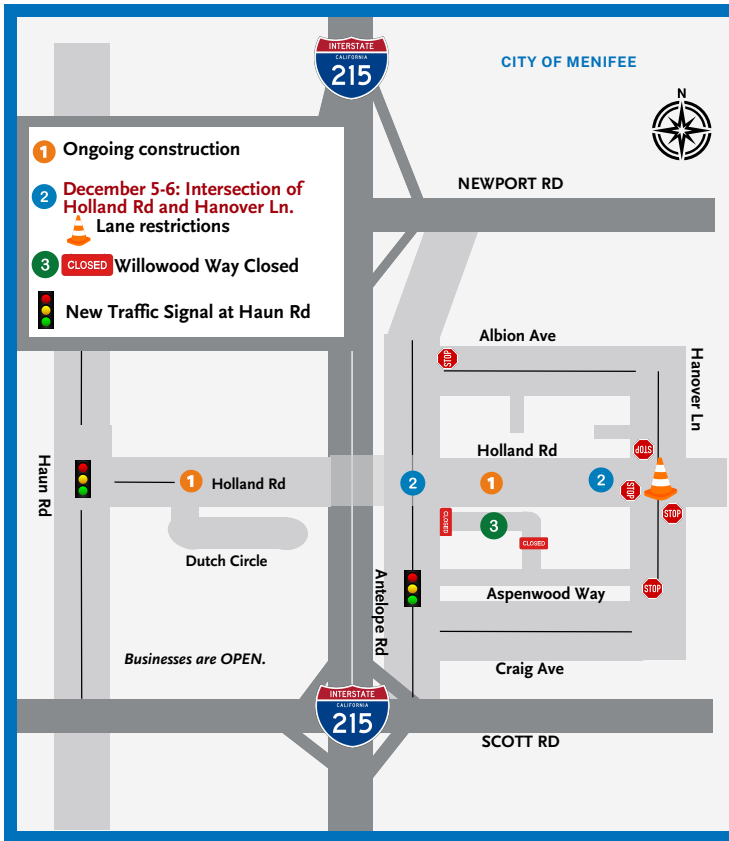 INTERSTATE
CALIFORNIA
215
CITY OF MENIFEE
N
1 Ongoing construction
2 December 5-6: Intersection of
Holland Rd and Hanover Ln.
Lane restrictions
3 CLOSED Willowood Way Closed
New Traffic Signal at Haun Rd
NEWPORT RD
Albion Ave
STOP
Hanover Ln
Holland Rd
STOP
Haun Rd
1 Holland Rd
2
1
2
STOP
STOP
CLOSED
3
CLOSED
Dutch Circle
Antelope Rd
Aspenwood Way
STOP
Businesses are OPEN.
Craig Ave
INTERSTATE
CALIFORNIA
215
SCOTT RD